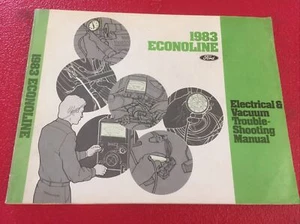 1983
ECONOLINE
Ford
Electrical &
Vacuum
Trouble-
Shooting
Manual
1983 ECONOLINE